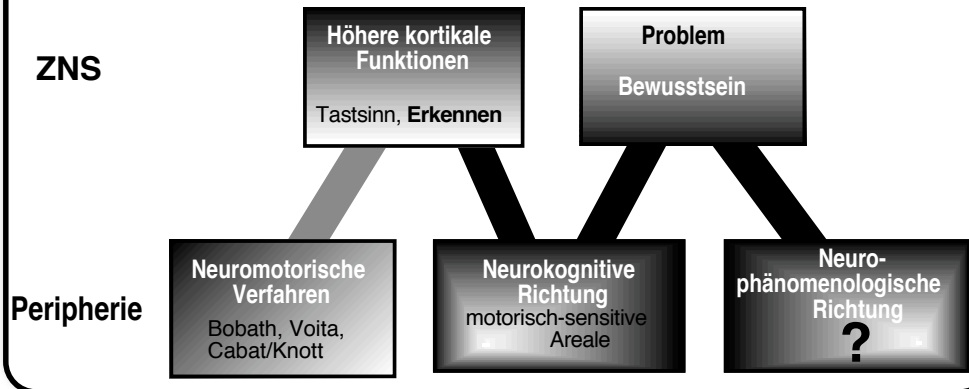 ZNS
Höhere kortikale
Funktionen
Tastsinn, Erkennen
Problem
Bewusstsein
Peripherie
Neuromotorische
Verfahren
Bobath, Voita,
Cabat/Knott
Neurokognitive
Richtung
motorisch-sensitive
Areale
Neuro-
phänomenologische
Richtung
?